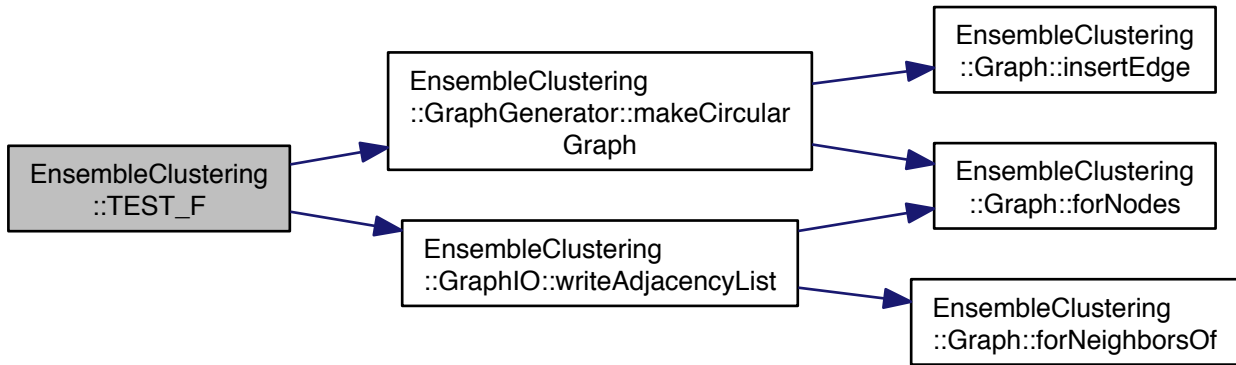 EnsembleClustering
::TEST_F
EnsembleClustering
::GraphGenerator::makeCircular
Graph
EnsembleClustering
::GraphIO::writeAdjacencyList
EnsembleClustering
::Graph::insertEdge
EnsembleClustering
::Graph::forNodes
EnsembleClustering
::Graph::forNeighborsOf